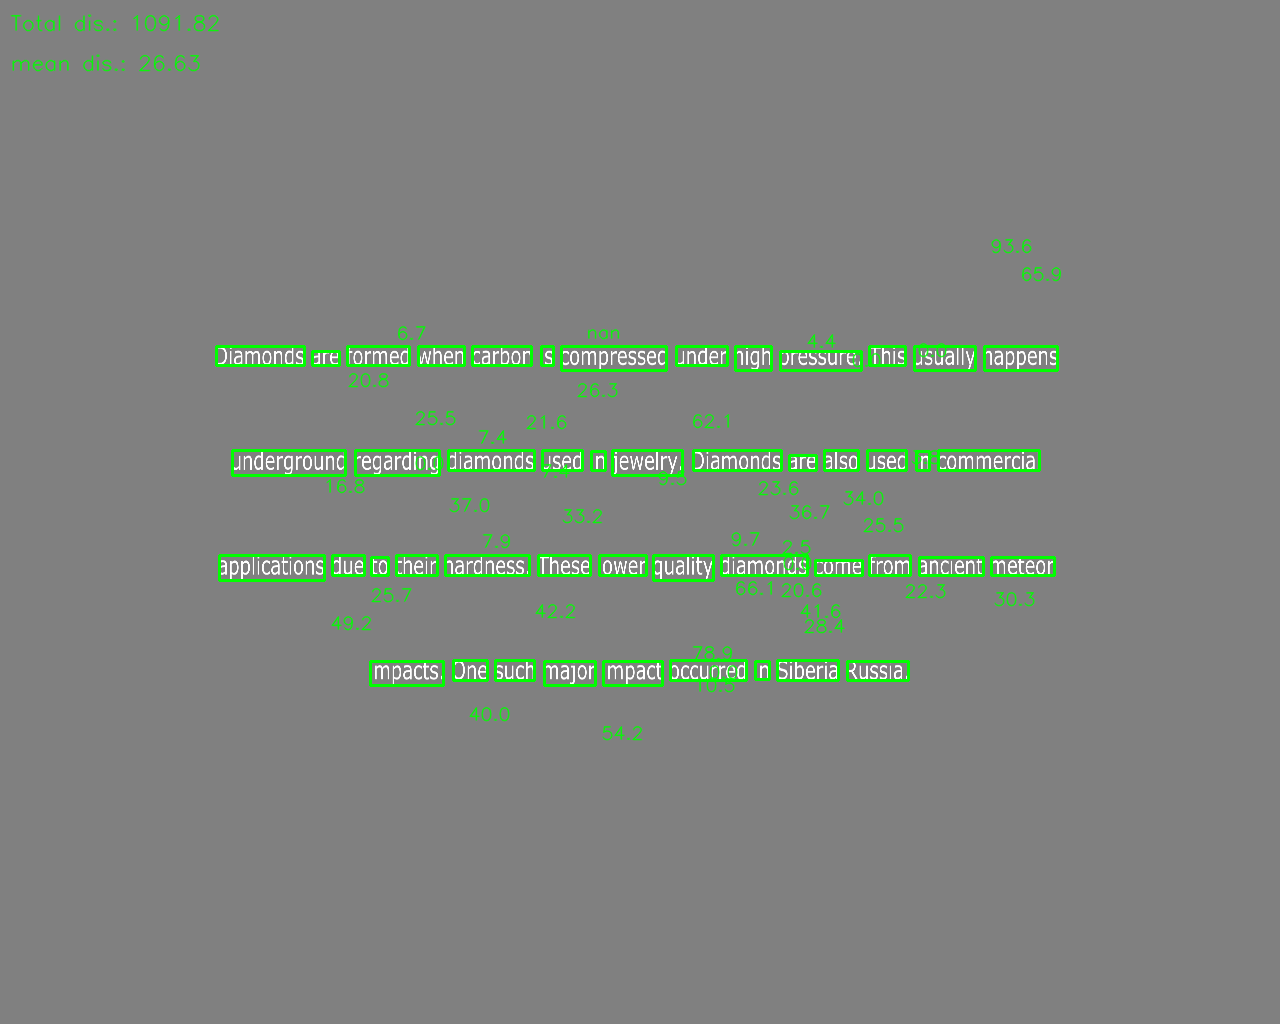 Total dis.: 1091.82
mean dis.: 26.63
93.6
65.9
6.7 nan 4.4
Diamonds are formed when carbon is compressed under high pressure. This usually happens
20.8 26.3
25.5 21.6 62.1
7.4
underground regarding diamonds used in jewelry. Diamonds are also used in commercial
16.8 23.6
37.0 34.0
33.2 36.7
25.5
7.9 9.7
2.5
applications due to their hardness. These lower quality diamonds come from ancient meteor
25.7 66.1 20.6 22.3 30.3
42.2 41.6
49.2 28.4
78.9
impacts. One such major impact occurred in Siberia Russia.
10.5
40.0
54.2